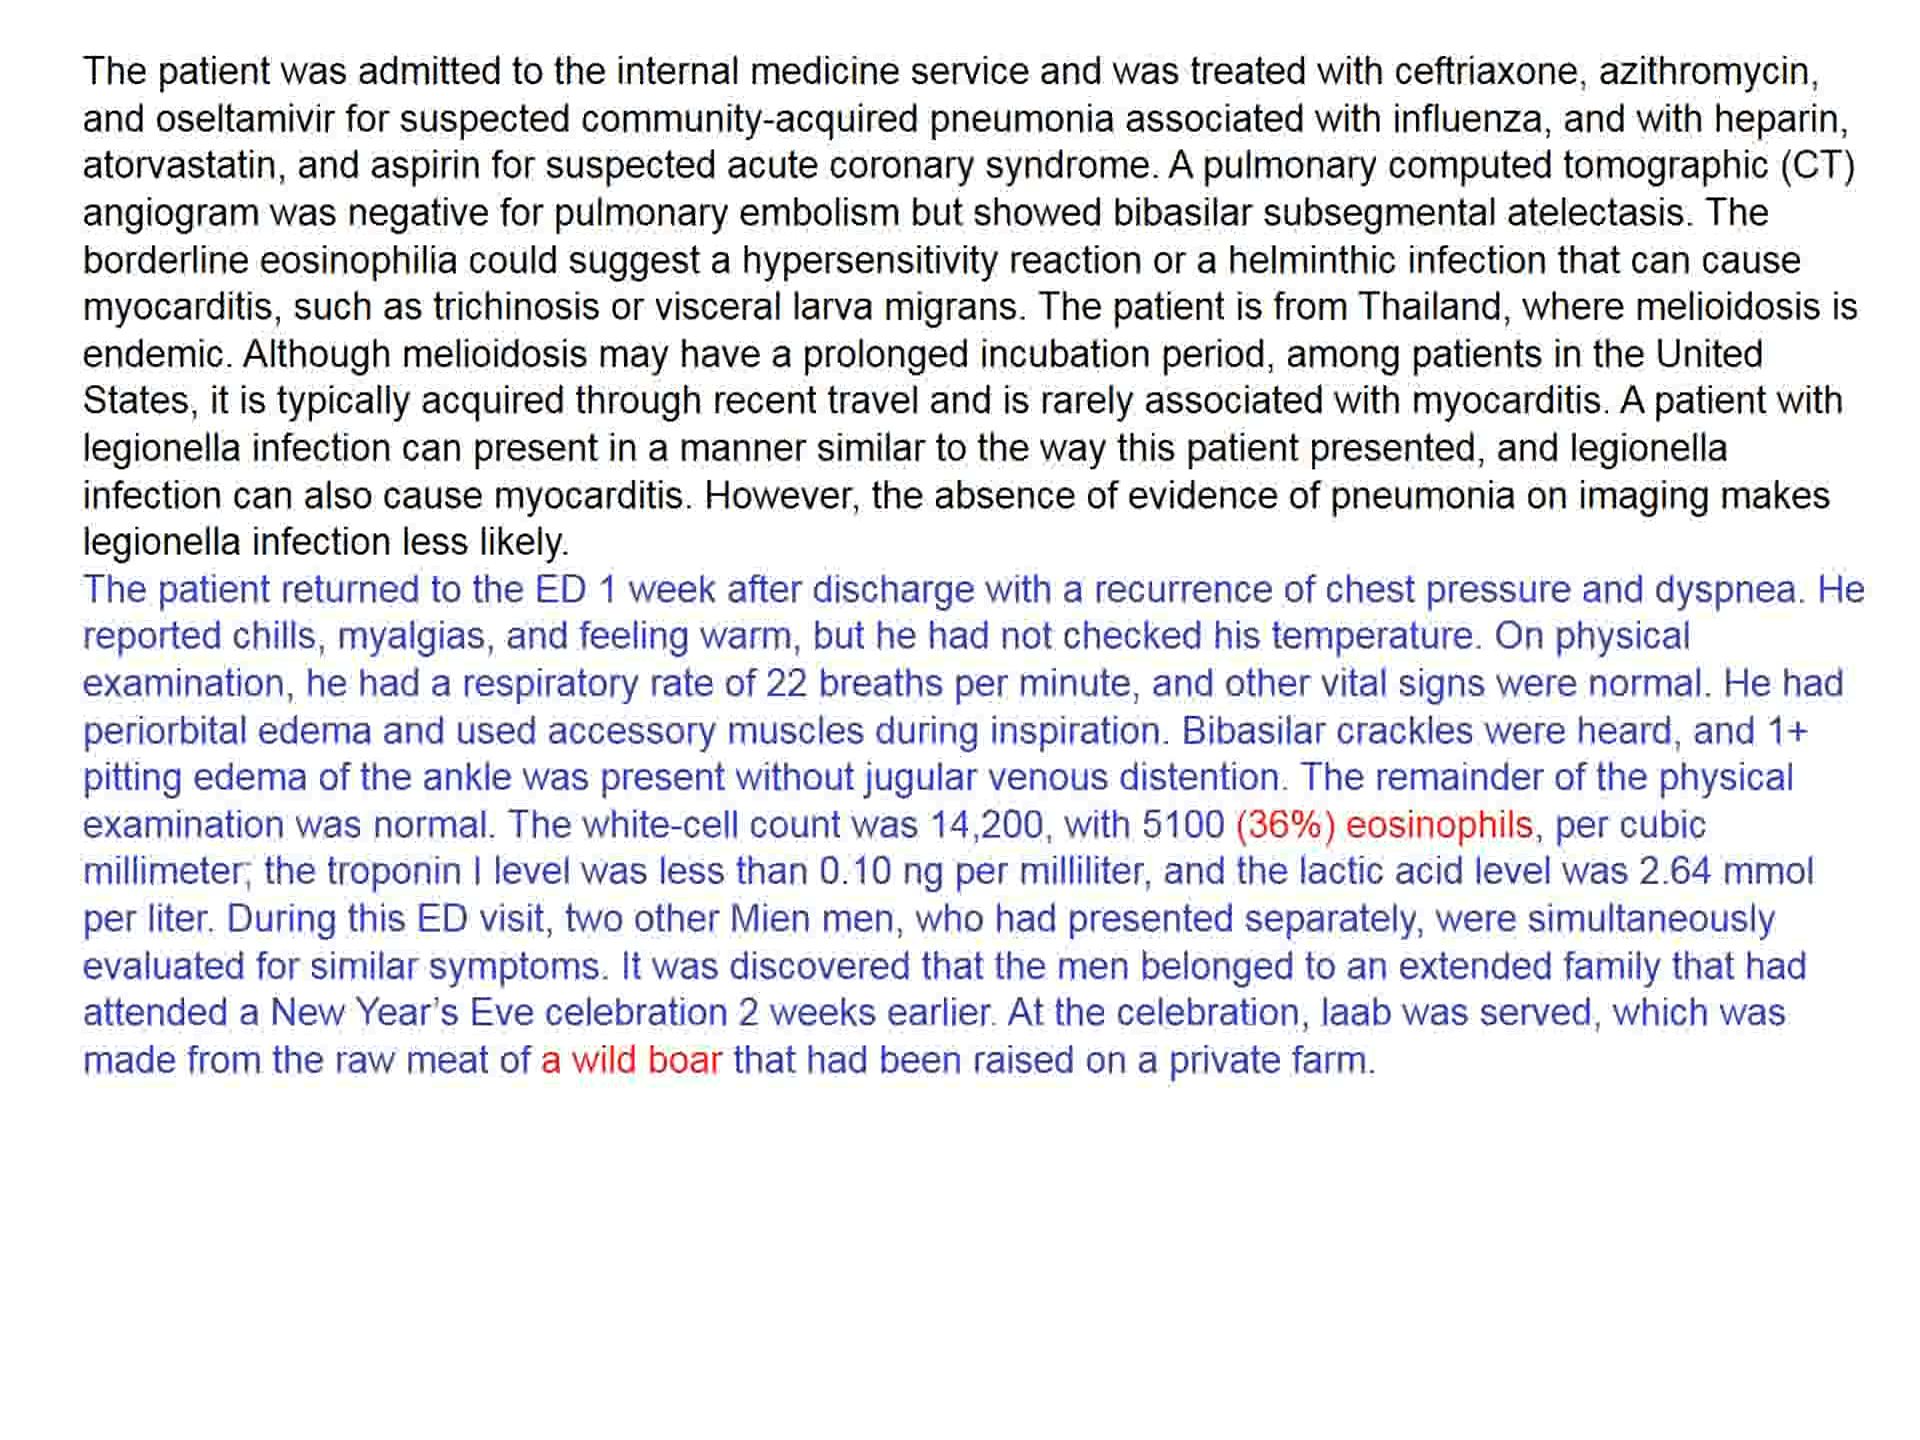 The patient was admitted to the internal medicine service and was treated with ceftriaxone, azithromycin,
and oseltamivir for suspected community-acquired pneumonia associated with influenza, and with heparin,
atorvastatin, and aspirin for suspected acute coronary syndrome. A pulmonary computed tomographic (CT)
angiogram was negative for pulmonary embolism but showed bibasilar subsegmental atelectasis. The
borderline eosinophilia could suggest a hypersensitivity reaction or a helminthic infection that can cause
myocarditis, such as trichinosis or visceral larva migrans. The patient is from Thailand, where melioidosis is
endemic. Although melioidosis may have a prolonged incubation period, among patients in the United
States, it is typically acquired through recent travel and is rarely associated with myocarditis. A patient with
legionella infection can present in a manner similar to the way this patient presented, and legionella
infection can also cause myocarditis. However, the absence of evidence of pneumonia on imaging makes
legionella infection less likely.
The patient returned to the ED 1 week after discharge with a recurrence of chest pressure and dyspnea. He
reported chills, myalgias, and feeling warm, but he had not checked his temperature. On physical
examination, he had a respiratory rate of 22 breaths per minute, and other vital signs were normal. He had
periorbital edema and used accessory muscles during inspiration. Bibasilar crackles were heard, and 1+
pitting edema of the ankle was present without jugular venous distention. The remainder of the physical
examination was normal. The white-cell count was 14,200, with 5100 (36%) eosinophils, per cubic
millimeter; the troponin I level was less than 0.10 ng per milliliter, and the lactic acid level was 2.64 mmol
per liter. During this ED visit, two other Mien men, who had presented separately, were simultaneously
evaluated for similar symptoms. It was discovered that the men belonged to an extended family that had
attended a New Year's Eve celebration 2 weeks earlier. At the celebration, laab was served, which was
made from the raw meat of a wild boar that had been raised on a private farm.